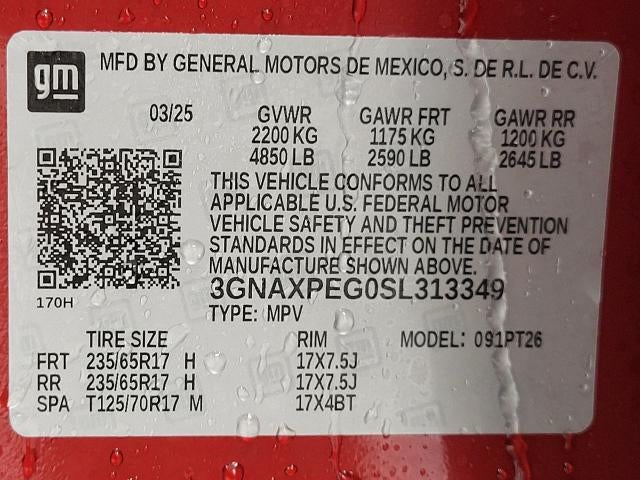 gm
MFD BY GENERAL MOTORS DE MEXICO, S. DE R.L. DE C.V.
03/25 GVWR GAWR FRT GAWR RR
2200 KG 1175 KG 1200 KG
4850 LB 2590 LB 2645 LB
THIS VEHICLE CONFORMS TO ALL
APPLICABLE U.S. FEDERAL MOTOR
VEHICLE SAFETY AND THEFT PREVENTION
STANDARDS IN EFFECT ON THE DATE OF
MANUFACTURE SHOWN ABOVE.
3GNAXPEG0SL313349
170H
TYPE: MPV
TIRE SIZE RIM MODEL: 091PT26
FRT 235/65R17 H 17X7.5J
RR 235/65R17 H 17X7.5J
SPA T125/70R17 M 17X4BT